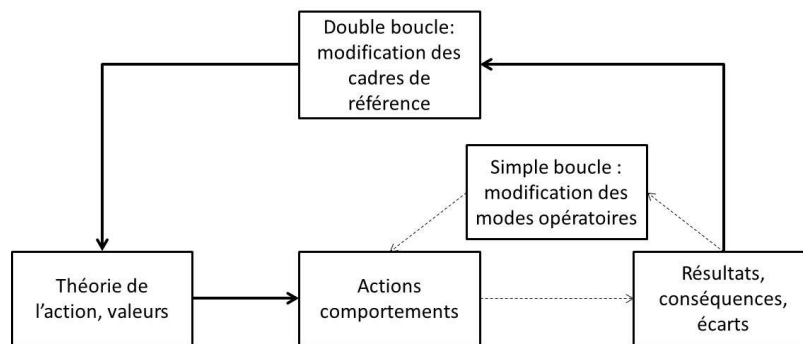 Double boucle:
modification des
cadres de
référence
Simple boucle :
modification des
modes opératoires
Théorie de
l'action, valeurs
Actions
comportements
Résultats,
conséquences,
écarts